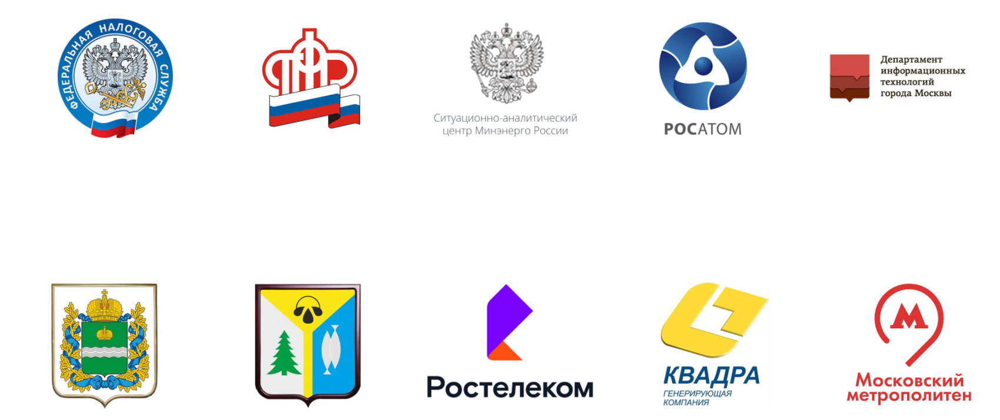 ФЕДЕРАЛЬНАЯ НАЛОГОВАЯ СЛУЖБА
ПФР
Ситуационно-аналитический
центр Минэнерго России
РОСАТОМ
Департамент
информационных
технологий
города Москвы
Ростелеком
КВАДРА
ГЕНЕРИРУЮЩАЯ
КОМПАНИЯ
М
Московский
метрополитен